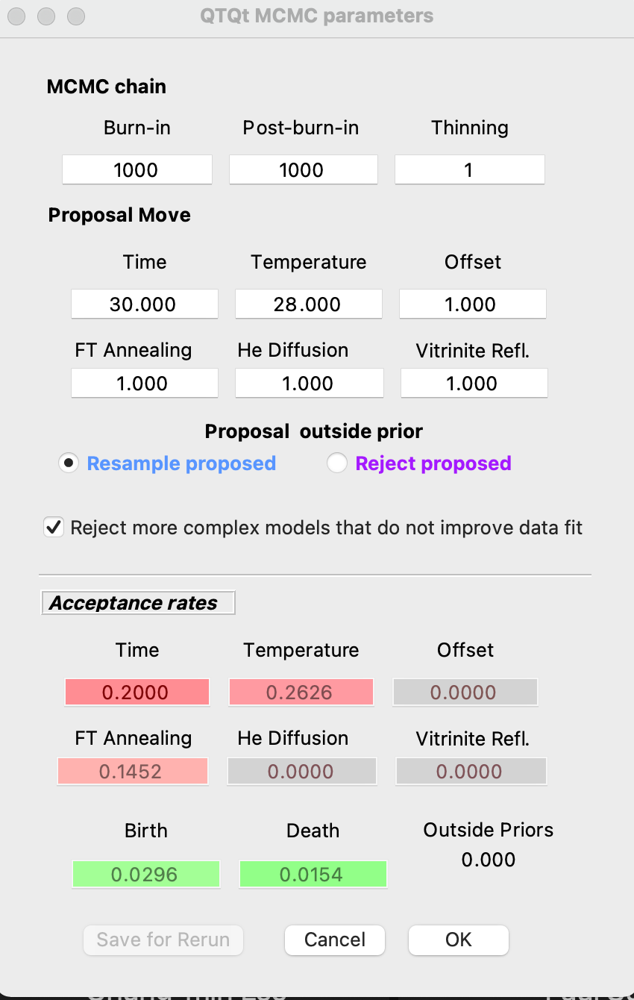 QTQt MCMC parameters
MCMC chain
Burn-in Post-burn-in Thinning
1000 1000 1
Proposal Move
Time Temperature Offset
30.000 28.000 1.000
FT Annealing He Diffusion Vitrinite Refl.
1.000 1.000 1.000
Proposal outside prior
Resample proposed Reject proposed
Reject more complex models that do not improve data fit
Acceptance rates
Time Temperature Offset
0.2000 0.2626 0.0000
FT Annealing He Diffusion Vitrinite Refl.
0.1452 0.0000 0.0000
Birth Death Outside Priors
0.0296 0.0154 0.000
Save for Rerun Cancel OK